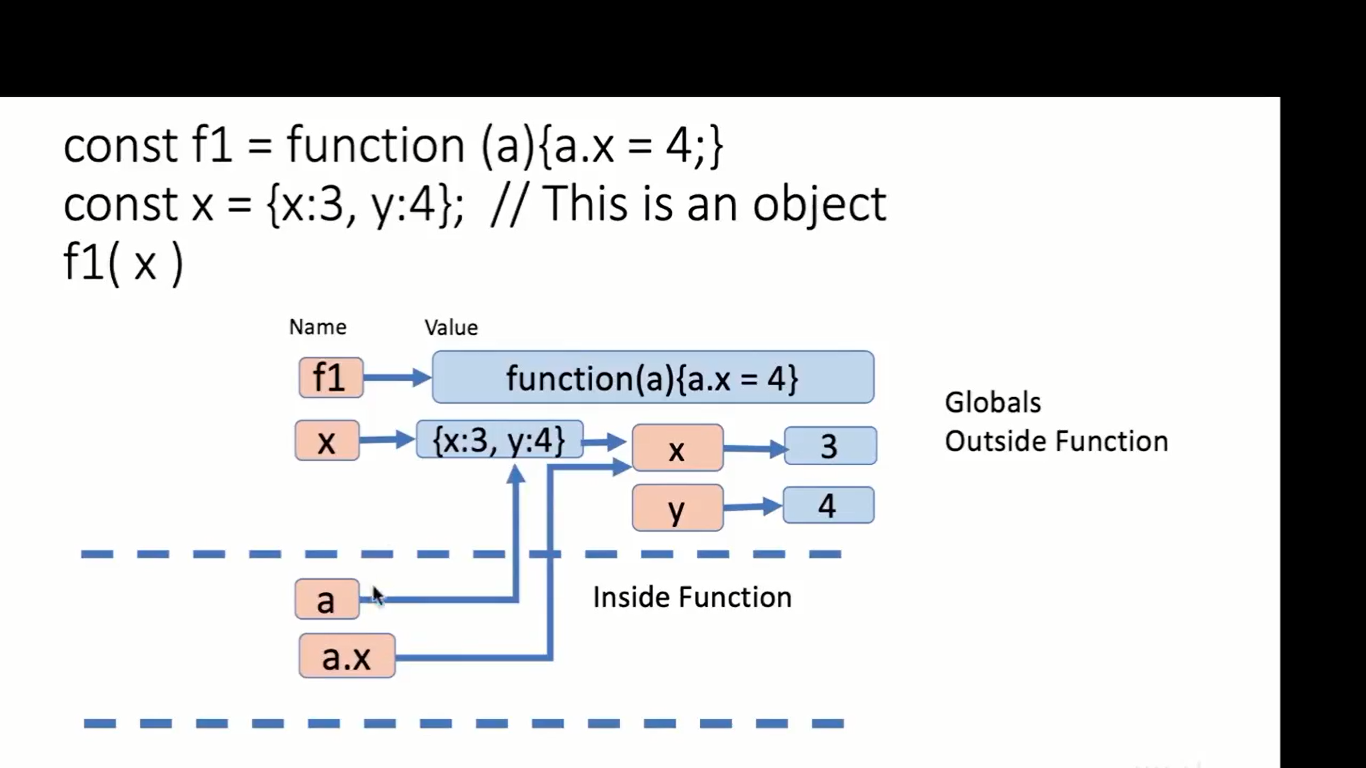 const f1 = function (a){a.x = 4;}
const x = {x:3, y:4};  // This is an object
f1( x )
Name Value
f1 function(a){a.x = 4}
x {x:3, y:4} x 3
y 4
Globals
Outside Function
a
Inside Function
a.x